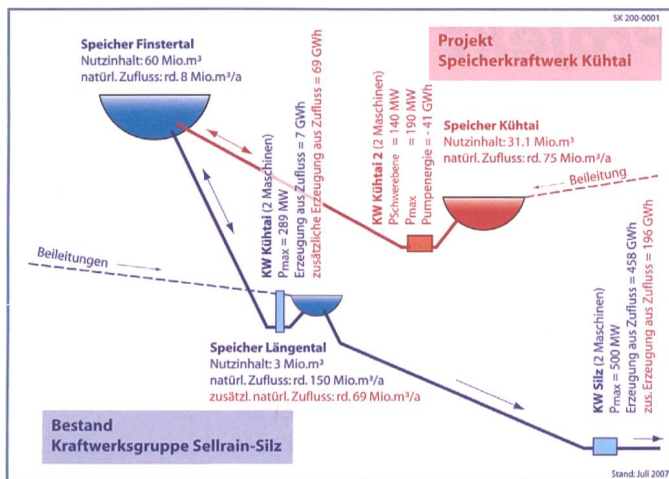 SK 200-0001
Speicher Finstertal
Nutzinhalt: 60 Mio.m³
natürl. Zufluss: rd. 8 Mio.m³/a
Projekt
Speicherkraftwerk Kühtai
Speicher Kühtai
Nutzinhalt: 31.1 Mio.m³
natürl. Zufluss: rd. 75 Mio.m³/a
Beileitung
KW Kühtai 2 (2 Maschinen)
PSchwerebene = 140 MW
Pmax = 190 MW
Pumpenergie = - 41 GWh
KW Kühtai (2 Maschinen)
Pmax = 289 MW
Erzeugung aus Zufluss = 7 GWh
zusätzliche Erzeugung aus Zufluss = 69 GWh
Beileitungen
Speicher Längental
Nutzinhalt: 3 Mio.m³
natürl. Zufluss: rd. 150 Mio.m³/a
zusätzl. natürl. Zufluss: rd. 69 Mio.m³/a
KW Silz (2 Maschinen)
Pmax = 500 MW
Erzeugung aus Zufluss = 458 GWh
zus. Erzeugung aus Zufluss = 196 GWh
Bestand
Kraftwerksgruppe Sellrain-Silz
Stand: Juli 2007